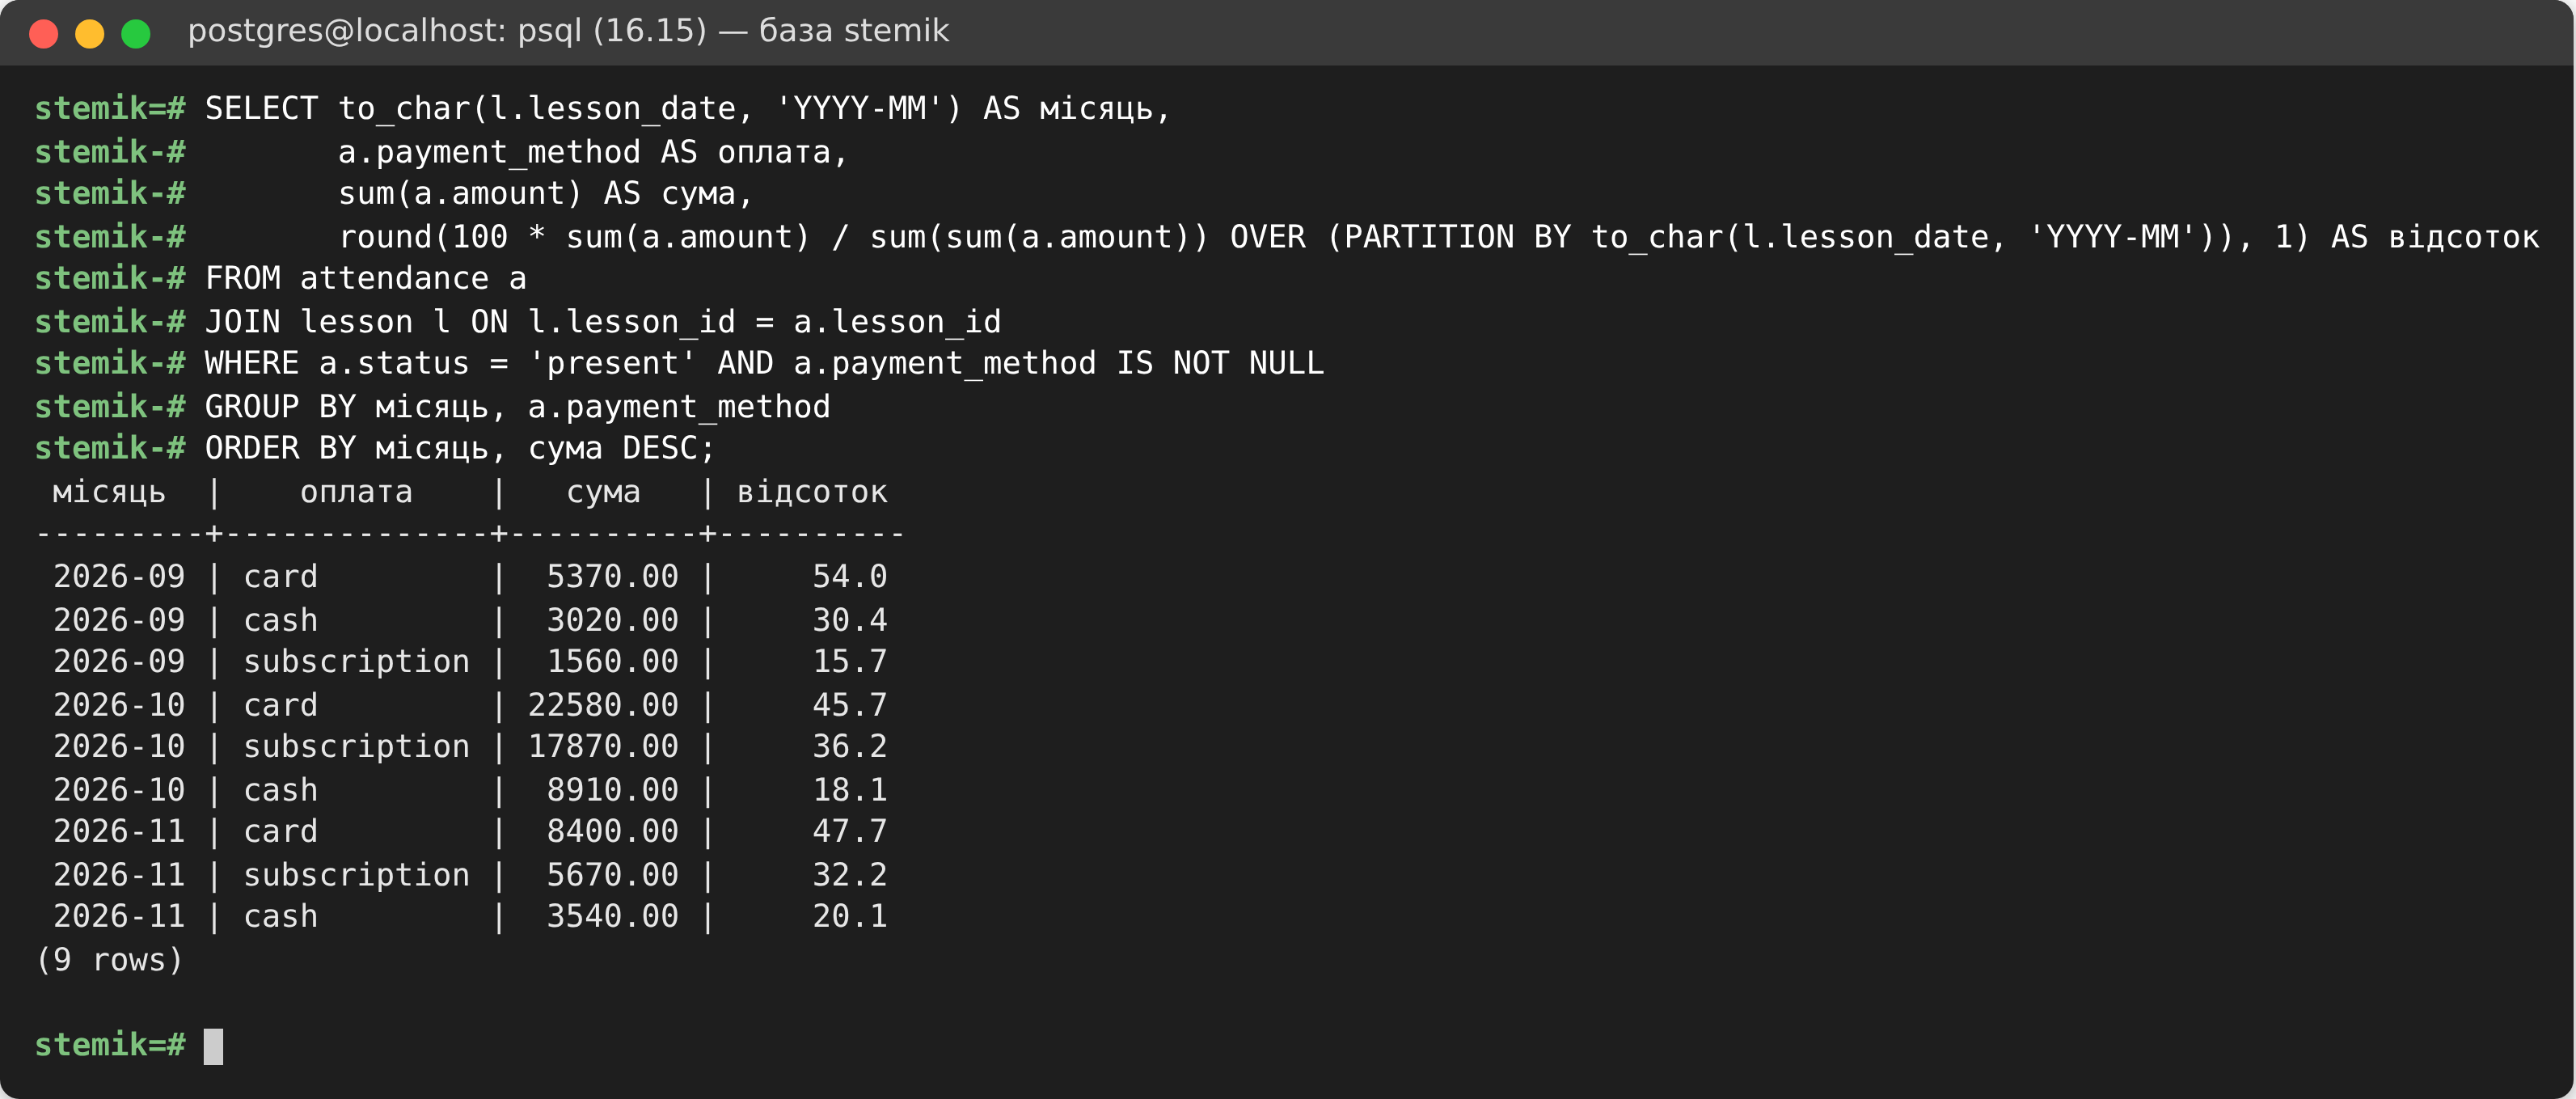 postgres@localhost: psql (16.15) — база stemik
stemik=# SELECT to_char(l.lesson_date, 'YYYY-MM') AS місяць,
stemik-#        a.payment_method AS оплата,
stemik-#        sum(a.amount) AS сума,
stemik-#        round(100 * sum(a.amount) / sum(sum(a.amount)) OVER (PARTITION BY to_char(l.lesson_date, 'YYYY-MM')), 1) AS відсоток
stemik-# FROM attendance a
stemik-# JOIN lesson l ON l.lesson_id = a.lesson_id
stemik-# WHERE a.status = 'present' AND a.payment_method IS NOT NULL
stemik-# GROUP BY місяць, a.payment_method
stemik-# ORDER BY місяць, сума DESC;
 місяць  |    оплата    |   сума   | відсоток
---------+--------------+----------+----------
 2026-09 | card         |  5370.00 |     54.0
 2026-09 | cash         |  3020.00 |     30.4
 2026-09 | subscription |  1560.00 |     15.7
 2026-10 | card         | 22580.00 |     45.7
 2026-10 | subscription | 17870.00 |     36.2
 2026-10 | cash         |  8910.00 |     18.1
 2026-11 | card         |  8400.00 |     47.7
 2026-11 | subscription |  5670.00 |     32.2
 2026-11 | cash         |  3540.00 |     20.1
(9 rows)
stemik=#